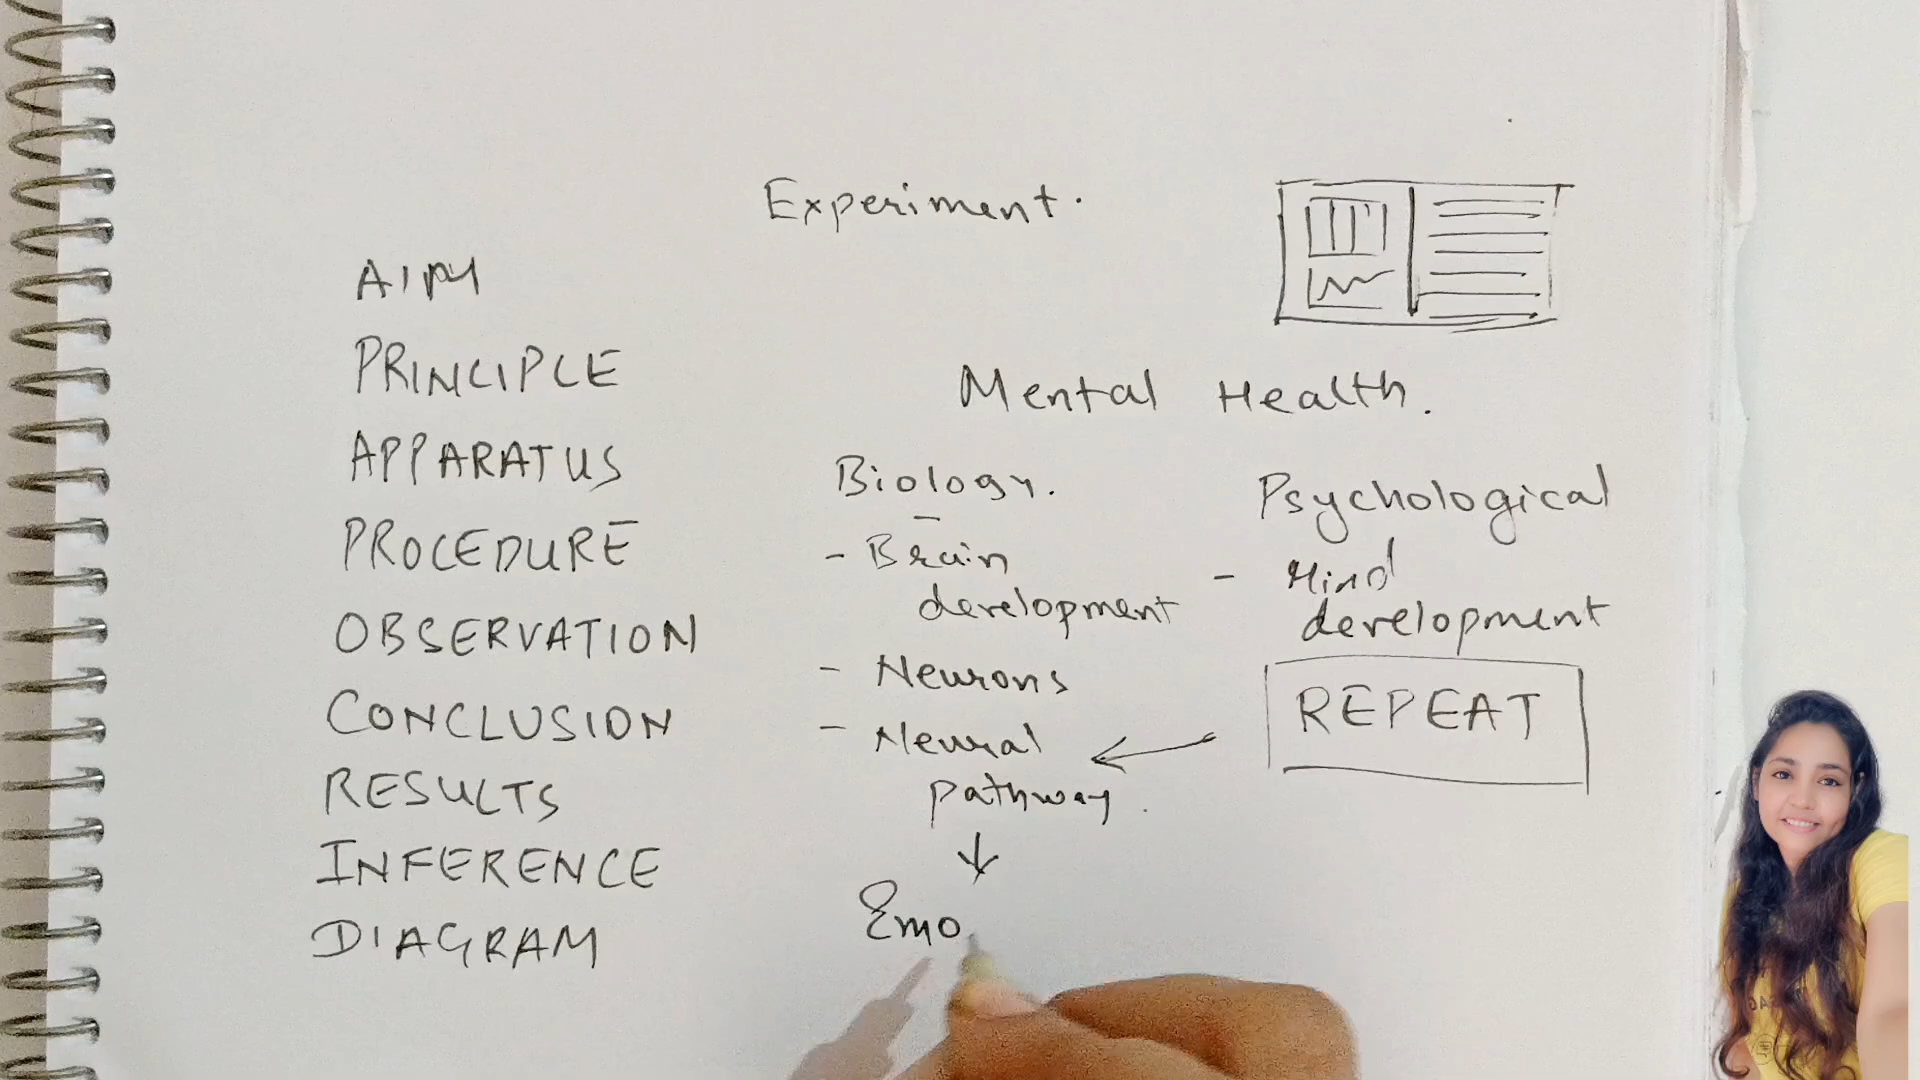 Experiment.
AIM
PRINCIPLE
APPARATUS
PROCEDURE
OBSERVATION
CONCLUSION
RESULTS
INFERENCE
DIAGRAM
Mental Health.
Biology.
- Brain
development
- Neurons
- Neural
pathway.
Emo
Psychological
- Mind
development
REPEAT